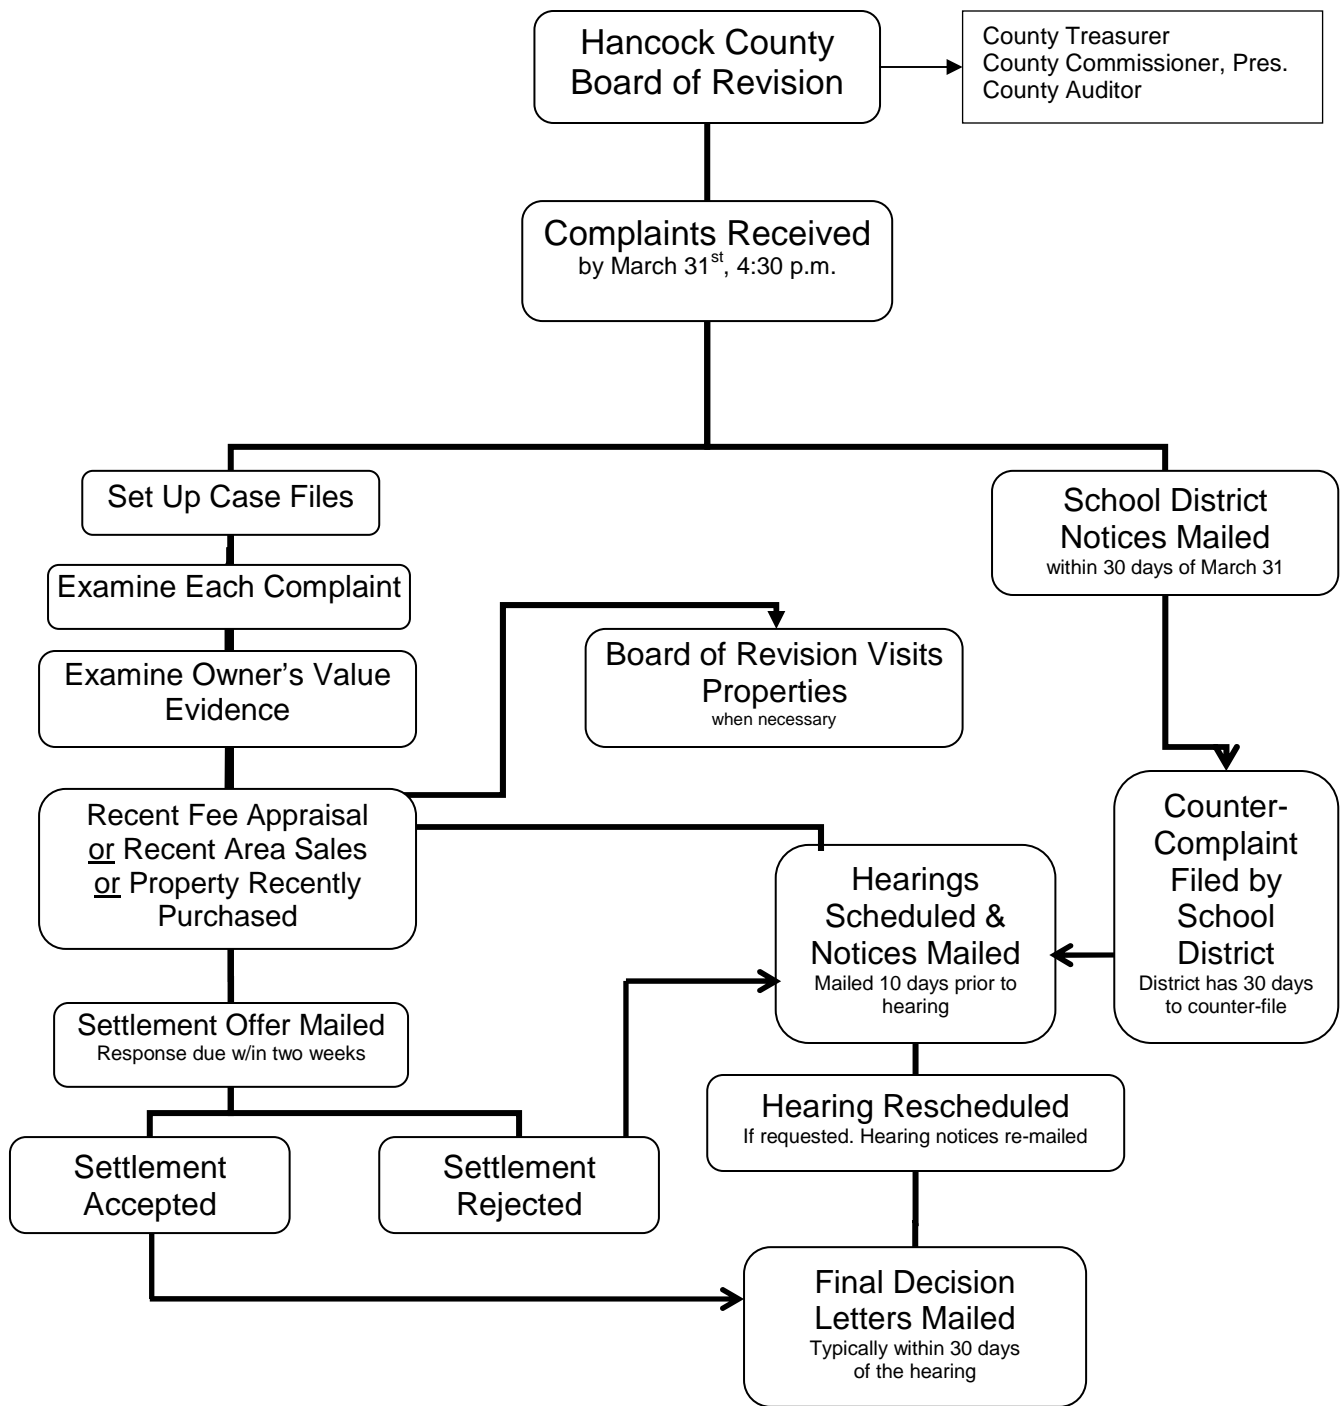 Hancock County
Board of Revision
County Treasurer
County Commissioner, Pres.
County Auditor
Complaints Received
by March 31st, 4:30 p.m.
Set Up Case Files
Examine Each Complaint
Examine Owner’s Value
Evidence
Recent Fee Appraisal
or Recent Area Sales
or Property Recently
Purchased
Settlement Offer Mailed
Response due w/in two weeks
Settlement
Accepted
Settlement
Rejected
Board of Revision Visits
Properties
when necessary
School District
Notices Mailed
within 30 days of March 31
Counter-
Complaint
Filed by
School
District
District has 30 days
to counter-file
Hearings
Scheduled &
Notices Mailed
Mailed 10 days prior to
hearing
Hearing Rescheduled
If requested. Hearing notices re-mailed
Final Decision
Letters Mailed
Typically within 30 days
of the hearing